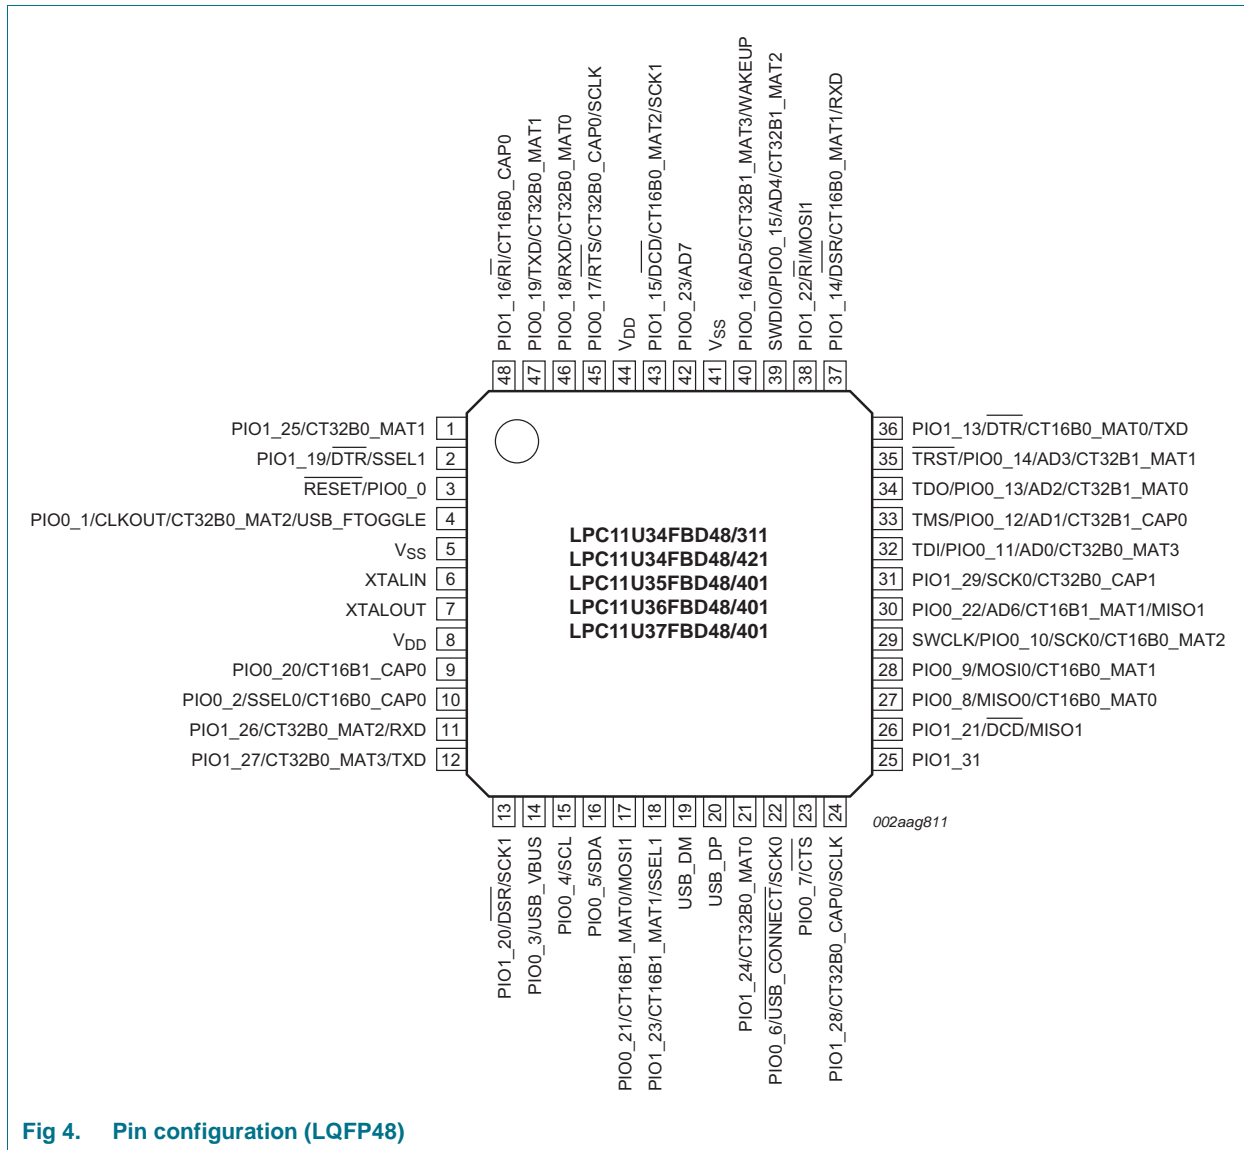 PIO1_16/RI/CT16B0_CAP0
PIO0_19/TXD/CT32B0_MAT1
PIO0_18/RXD/CT32B0_MAT0
PIO0_17/RTS/CT32B0_CAP0/SCLK
VDD
PIO1_15/DCD/CT16B0_MAT2/SCK1
PIO0_23/AD7
VSS
PIO0_16/AD5/CT32B1_MAT3/WAKEUP
SWDIO/PIO0_15/AD4/CT32B1_MAT2
PIO1_22/RI/MOSI1
PIO1_14/DSR/CT16B0_MAT1/RXD
48 47 46 45 44 43 42 41 40 39 38 37
PIO1_25/CT32B0_MAT1 1
PIO1_19/DTR/SSEL1 2
RESET/PIO0_0 3
PIO0_1/CLKOUT/CT32B0_MAT2/USB_FTOGGLE 4
VSS 5
XTALIN 6
XTALOUT 7
VDD 8
PIO0_20/CT16B1_CAP0 9
PIO0_2/SSEL0/CT16B0_CAP0 10
PIO1_26/CT32B0_MAT2/RXD 11
PIO1_27/CT32B0_MAT3/TXD 12
LPC11U34FBD48/311
LPC11U34FBD48/421
LPC11U35FBD48/401
LPC11U36FBD48/401
LPC11U37FBD48/401
36 PIO1_13/DTR/CT16B0_MAT0/TXD
35 TRST/PIO0_14/AD3/CT32B1_MAT1
34 TDO/PIO0_13/AD2/CT32B1_MAT0
33 TMS/PIO0_12/AD1/CT32B1_CAP0
32 TDI/PIO0_11/AD0/CT32B0_MAT3
31 PIO1_29/SCK0/CT32B0_CAP1
30 PIO0_22/AD6/CT16B1_MAT1/MISO1
29 SWCLK/PIO0_10/SCK0/CT16B0_MAT2
28 PIO0_9/MOSI0/CT16B0_MAT1
27 PIO0_8/MISO0/CT16B0_MAT0
26 PIO1_21/DCD/MISO1
25 PIO1_31
13 14 15 16 17 18 19 20 21 22 23 24
PIO1_20/DSR/SCK1
PIO0_3/USB_VBUS
PIO0_4/SCL
PIO0_5/SDA
PIO0_21/CT16B1_MAT0/MOSI1
PIO1_23/CT16B1_MAT1/SSEL1
USB_DM
USB_DP
PIO1_24/CT32B0_MAT0
PIO0_6/USB_CONNECT/SCK0
PIO0_7/CTS
PIO1_28/CT32B0_CAP0/SCLK
002aag811
Fig 4. Pin configuration (LQFP48)